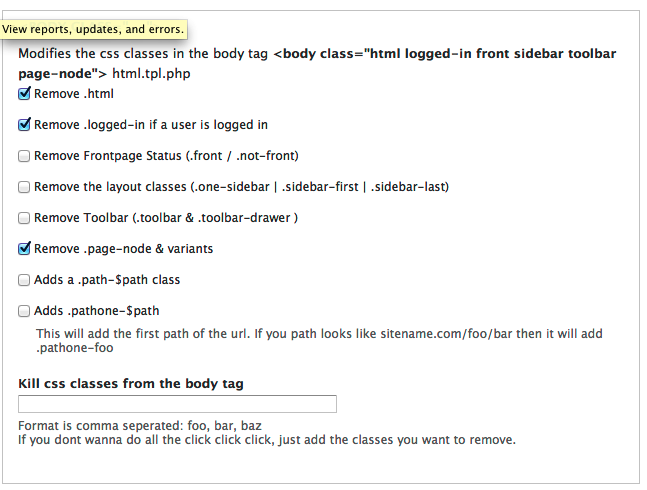 View reports, updates, and errors.
Modifies the css classes in the body tag <body class="html logged-in front sidebar toolbar
page-node"> html.tpl.php
Remove .html
Remove .logged-in if a user is logged in
Remove Frontpage Status (.front / .not-front)
Remove the layout classes (.one-sidebar | .sidebar-first | .sidebar-last)
Remove Toolbar (.toolbar & .toolbar-drawer )
Remove .page-node & variants
Adds a .path-$path class
Adds .pathone-$path
This will add the first path of the url. If you path looks like sitename.com/foo/bar then it will add
.pathone-foo
Kill css classes from the body tag
Format is comma seperated: foo, bar, baz
If you dont wanna do all the click click click, just add the classes you want to remove.